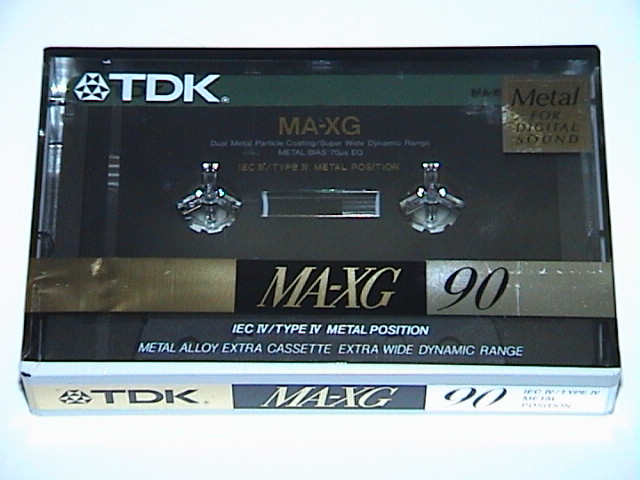 TDK
MA-XG
Metal
FOR
DIGITAL
SOUND
MA-XG
Dual Metal Particle Coating/Super Wide Dynamic Range
METAL BIAS 70µs EQ
IEC IV/TYPE IV METAL POSITION
MA-XG 90
IEC IV/TYPE IV METAL POSITION
METAL ALLOY EXTRA CASSETTE EXTRA WIDE DYNAMIC RANGE
TDK MA-XG 90
IEC IV/TYPE IV
METAL
POSITION